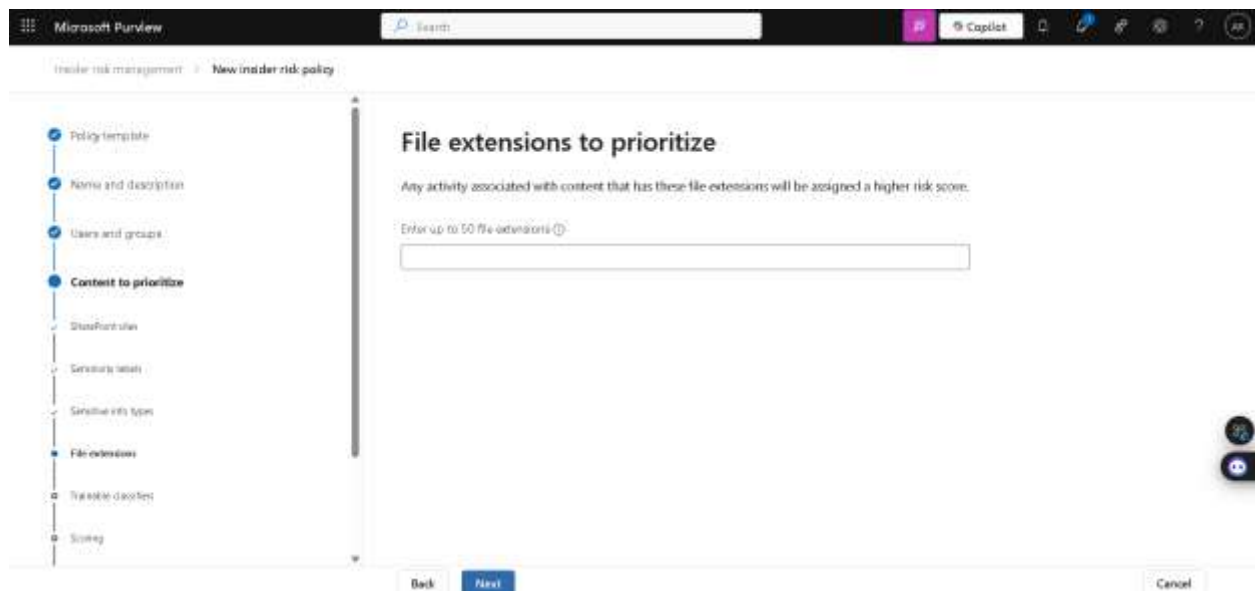 Microsoft Purview
Search
Copilot
?
Insider risk management > New insider risk policy
Policy template
Name and description
Users and groups
Content to prioritize
SharePoint sites
Sensitivity labels
Sensitive info types
File extensions
Trainable classifiers
Scoring
File extensions to prioritize
Any activity associated with content that has these file extensions will be assigned a higher risk score.
Enter up to 50 file extensions
Back
Next
Cancel